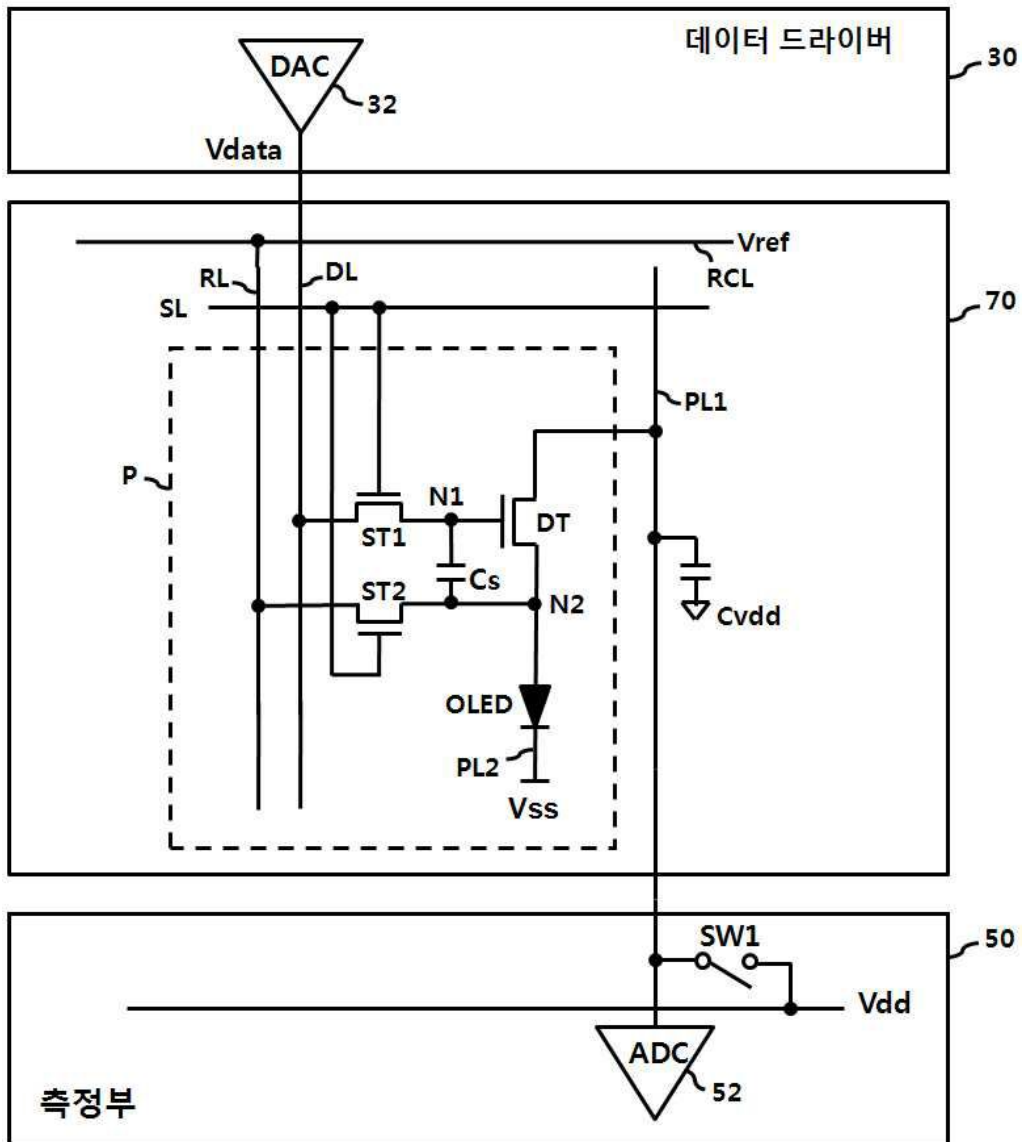 데이터 드라이버
30
DAC
32
Vdata
Vref
RL
DL
RCL
SL
70
PL1
P
N1
DT
ST1
Cs
ST2
N2
Cvdd
OLED
PL2
Vss
SW1
50
Vdd
ADC
52
측정부